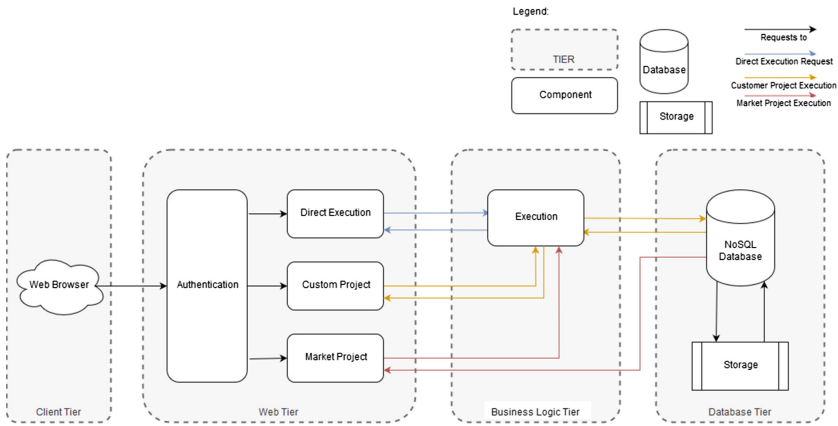 Legend:
TIER
Component
Database
Storage
Requests to
Direct Execution Request
Customer Project Execution
Market Project Execution
Web Browser
Client Tier
Authentication
Direct Execution
Custom Project
Market Project
Web Tier
Execution
Business Logic Tier
NoSQL
Database
Storage
Database Tier